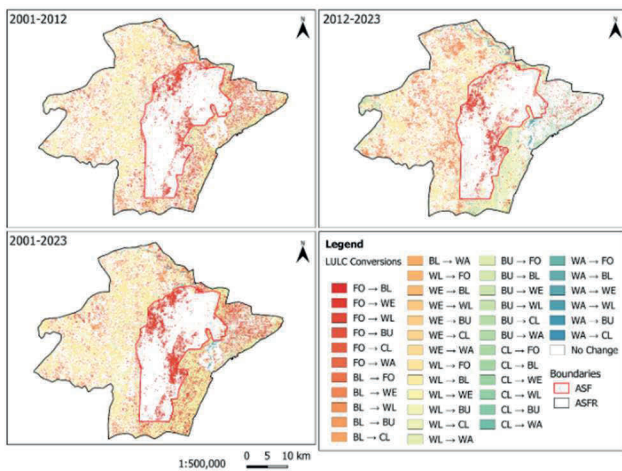 2001-2012
N
2012-2023
N
2001-2023
N
1:500,000
0 5 10 km
Legend
LULC Conversions
FO → BL
FO → WE
FO → WL
FO → BU
FO → CL
FO → WA
BL → FO
BL → WE
BL → WL
BL → BU
BL → CL
BL → WA
WL → FO
WE → BL
WE → WL
WE → BU
WE → CL
WE → WA
WL → FO
WL → BL
WL → WE
WL → BU
WL → CL
WL → WA
BU → FO
BU → BL
BU → WE
BU → WL
BU → CL
BU → WA
CL → FO
CL → BL
CL → WE
CL → WL
CL → BU
CL → WA
WA → FO
WA → BL
WA → WE
WA → WL
WA → BU
WA → CL
No Change
Boundaries
ASF
ASFR